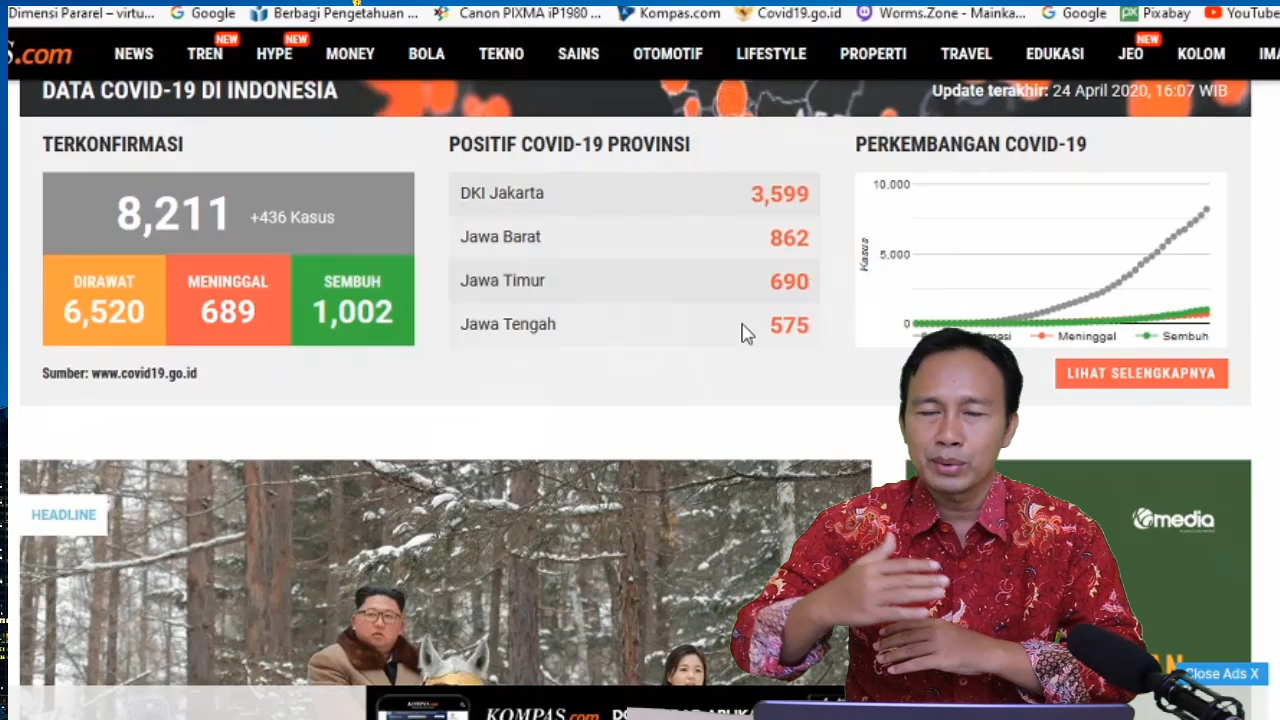 Dimensi Pararel – virtu... Google Berbagi Pengetahuan ... Canon PIXMA iP1980 ... Kompas.com Covid19.go.id Worms.Zone - Mainka... Google Pixabay YouTube
NEW NEW NEW
.com NEWS TREN HYPE MONEY BOLA TEKNO SAINS OTOMOTIF LIFESTYLE PROPERTI TRAVEL EDUKASI JEO KOLOM
DATA COVID-19 DI INDONESIA
Update terakhir: 24 April 2020, 16:07 WIB
TERKONFIRMASI
8,211 +436 Kasus
DIRAWAT MENINGGAL SEMBUH
6,520 689 1,002
Sumber: www.covid19.go.id
POSITIF COVID-19 PROVINSI
DKI Jakarta 3,599
Jawa Barat 862
Jawa Timur 690
Jawa Tengah 575
PERKEMBANGAN COVID-19
10.000
5,000
0
Kasus
Meninggal Sembuh
LIHAT SELENGKAPNYA
HEADLINE
media
Close Ads X
KOMPAS.com